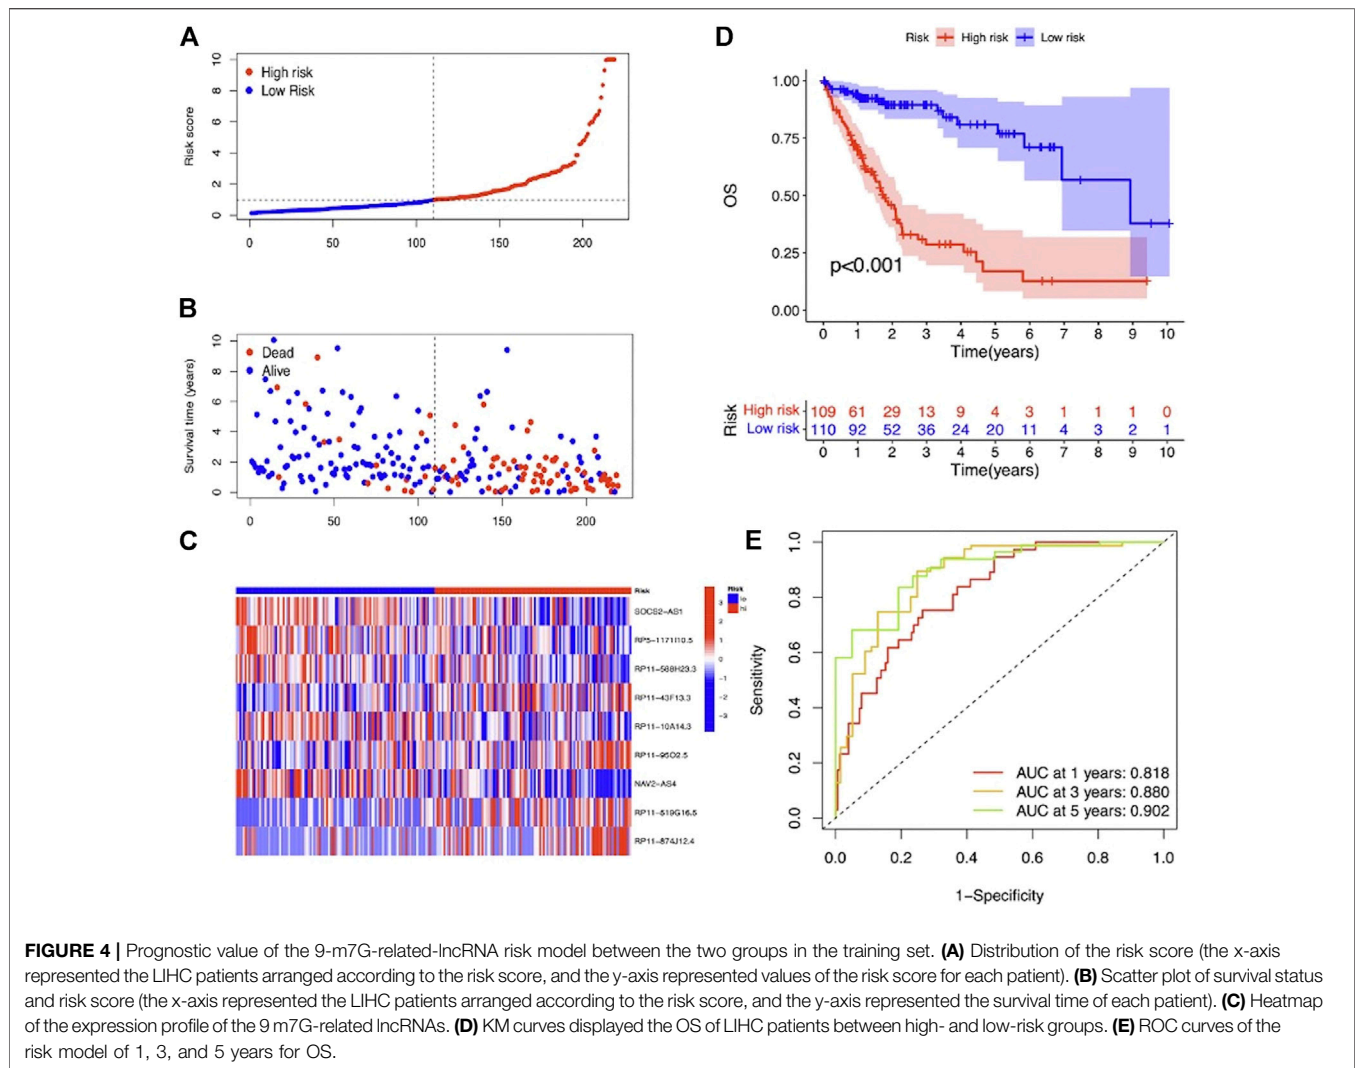 A
10
8
6
4
2
0
Risk score
High risk
Low Risk
0 50 100 150 200
B
10
8
6
4
2
0
Survival time (years)
Dead
Alive
0 50 100 150 200
C
Risk
SOCS2-AS1
RP5-1171I10.5
RP11-588H23.3
RP11-43F13.3
RP11-10A14.3
RP11-95O2.5
NAV2-AS4
RP11-519G16.5
RP11-874J12.4
3
2
1
0
-1
-2
-3
Risk
lo
hi
D
Risk High risk Low risk
1.00
0.75
0.50
0.25
0.00
OS
p<0.001
0 1 2 3 4 5 6 7 8 9 10
Time(years)
Risk
High risk 109 61 29 13 9 4 3 1 1 1 0
Low risk 110 92 52 36 24 20 11 4 3 2 1
0 1 2 3 4 5 6 7 8 9 10
Time(years)
E
1.0
0.8
0.6
0.4
0.2
0.0
Sensitivity
AUC at 1 years: 0.818
AUC at 3 years: 0.880
AUC at 5 years: 0.902
0.0 0.2 0.4 0.6 0.8 1.0
1-Specificity
FIGURE 4 | Prognostic value of the 9-m7G-related-lncRNA risk model between the two groups in the training set. (A) Distribution of the risk score (the x-axis
represented the LIHC patients arranged according to the risk score, and the y-axis represented values of the risk score for each patient). (B) Scatter plot of survival status
and risk score (the x-axis represented the LIHC patients arranged according to the risk score, and the y-axis represented the survival time of each patient). (C) Heatmap
of the expression profile of the 9 m7G-related lncRNAs. (D) KM curves displayed the OS of LIHC patients between high- and low-risk groups. (E) ROC curves of the
risk model of 1, 3, and 5 years for OS.